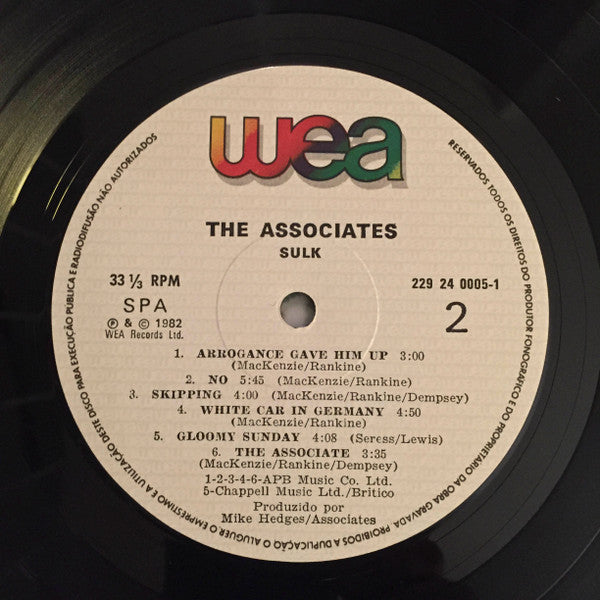 wea
THE ASSOCIATES
SULK
33 ⅓ RPM
SPA
Ⓟ & © 1982
WEA Records Ltd.
229 24 0005-1
2
1. ARROGANCE GAVE HIM UP 3:00
(MacKenzie/Rankine)
2. NO 5:45 (MacKenzie/Rankine)
3. SKIPPING 4:00 (MacKenzie/Rankine/Dempsey)
4. WHITE CAR IN GERMANY 4:50
(MacKenzie/Rankine)
5. GLOOMY SUNDAY 4:08 (Seress/Lewis)
6. THE ASSOCIATE 3:35
(MacKenzie/Rankine/Dempsey)
1-2-3-4-6-APB Music Co. Ltd.
5-Chappell Music Ltd./Britico
Produzido por
Mike Hedges/Associates
RESERVADOS TODOS OS DIREITOS DO PRODUTOR FONOGRÁFICO E DO PROPRIETARIO DA OBRA GRAVADA PROIBIDOS A DUPLICAÇÃO O ALUGUER O EMPRESTIMO E A UTILIZAÇÃO DESTE DISCO PARA EXECUÇÃO PUBLICA E RADIODIFUSÃO NÃO AUTORIZADOS